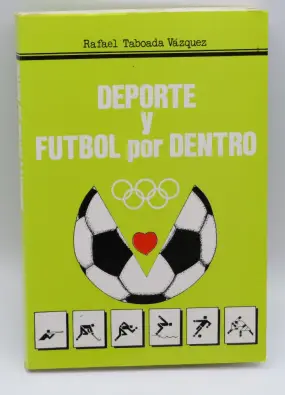 Rafael Taboada Vázquez
DEPORTE
y
FUTBOL por DENTRO